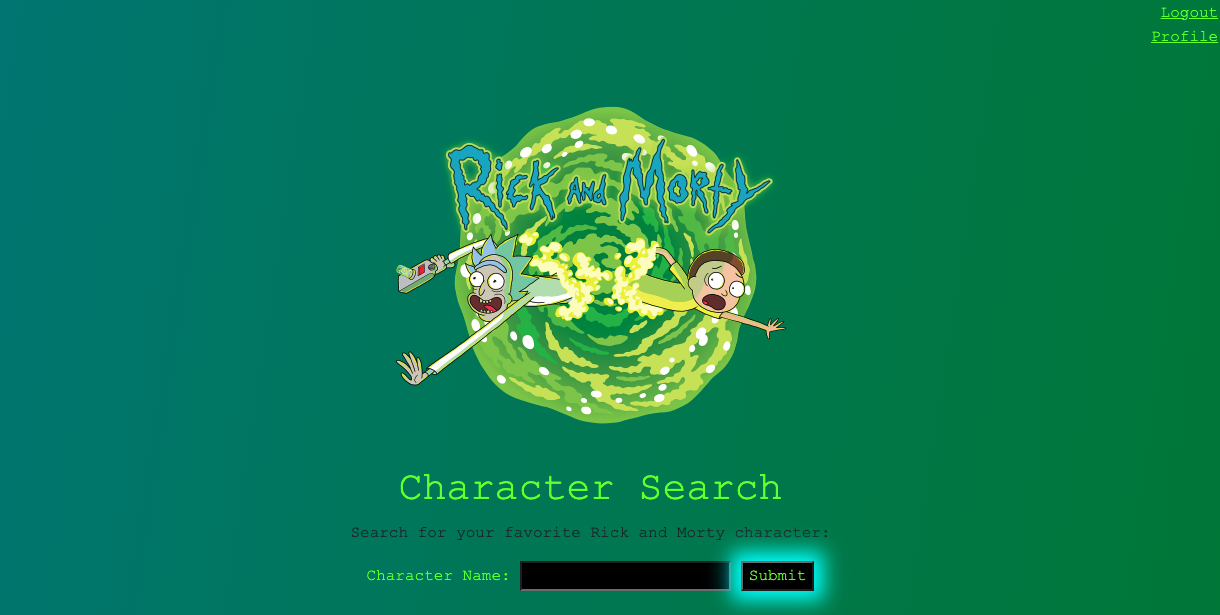 Logout
Profile
Rick and Morty
Character Search
Search for your favorite Rick and Morty character:
Character Name: Submit